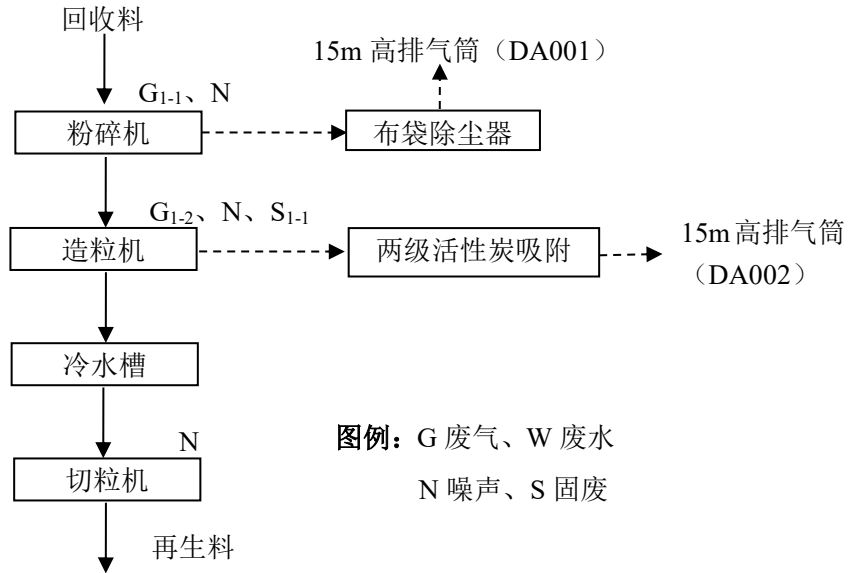 回收料
15m 高排气筒（DA001）
G1-1、N
粉碎机
布袋除尘器
G1-2、N、S1-1
造粒机
两级活性炭吸附
15m 高排气筒
（DA002）
冷水槽
N
切粒机
图例：G 废气、W 废水
N 噪声、S 固废
再生料